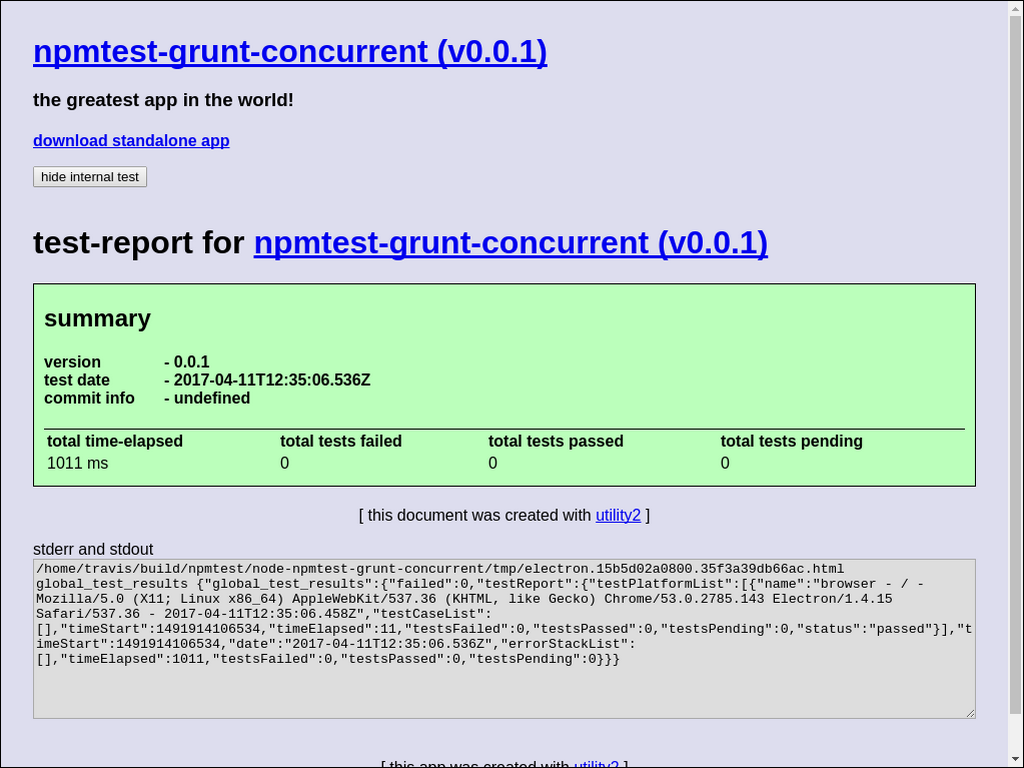 npmtest-grunt-concurrent (v0.0.1)
the greatest app in the world!
download standalone app
hide internal test
test-report for npmtest-grunt-concurrent (v0.0.1)
summary
version - 0.0.1
test date - 2017-04-11T12:35:06.536Z
commit info - undefined
total time-elapsed total tests failed total tests passed total tests pending
1011 ms 0 0 0
[ this document was created with utility2 ]
stderr and stdout
/home/travis/build/npmtest/node-npmtest-grunt-concurrent/tmp/electron.15b5d02a0800.35f3a39db66ac.html
global_test_results {"global_test_results":{"failed":0,"testReport":{"testPlatformList":[{"name":"browser - / -
Mozilla/5.0 (X11; Linux x86_64) AppleWebKit/537.36 (KHTML, like Gecko) Chrome/53.0.2785.143 Electron/1.4.15
Safari/537.36 - 2017-04-11T12:35:06.458Z","testCaseList":
[],"timeStart":1491914106534,"timeElapsed":11,"testsFailed":0,"testsPassed":0,"testsPending":0,"status":"passed"}],"t
imeStart":1491914106534,"date":"2017-04-11T12:35:06.536Z","errorStackList":
[],"timeElapsed":1011,"testsFailed":0,"testsPassed":0,"testsPending":0}}}
[ this app was created with utility2 ]